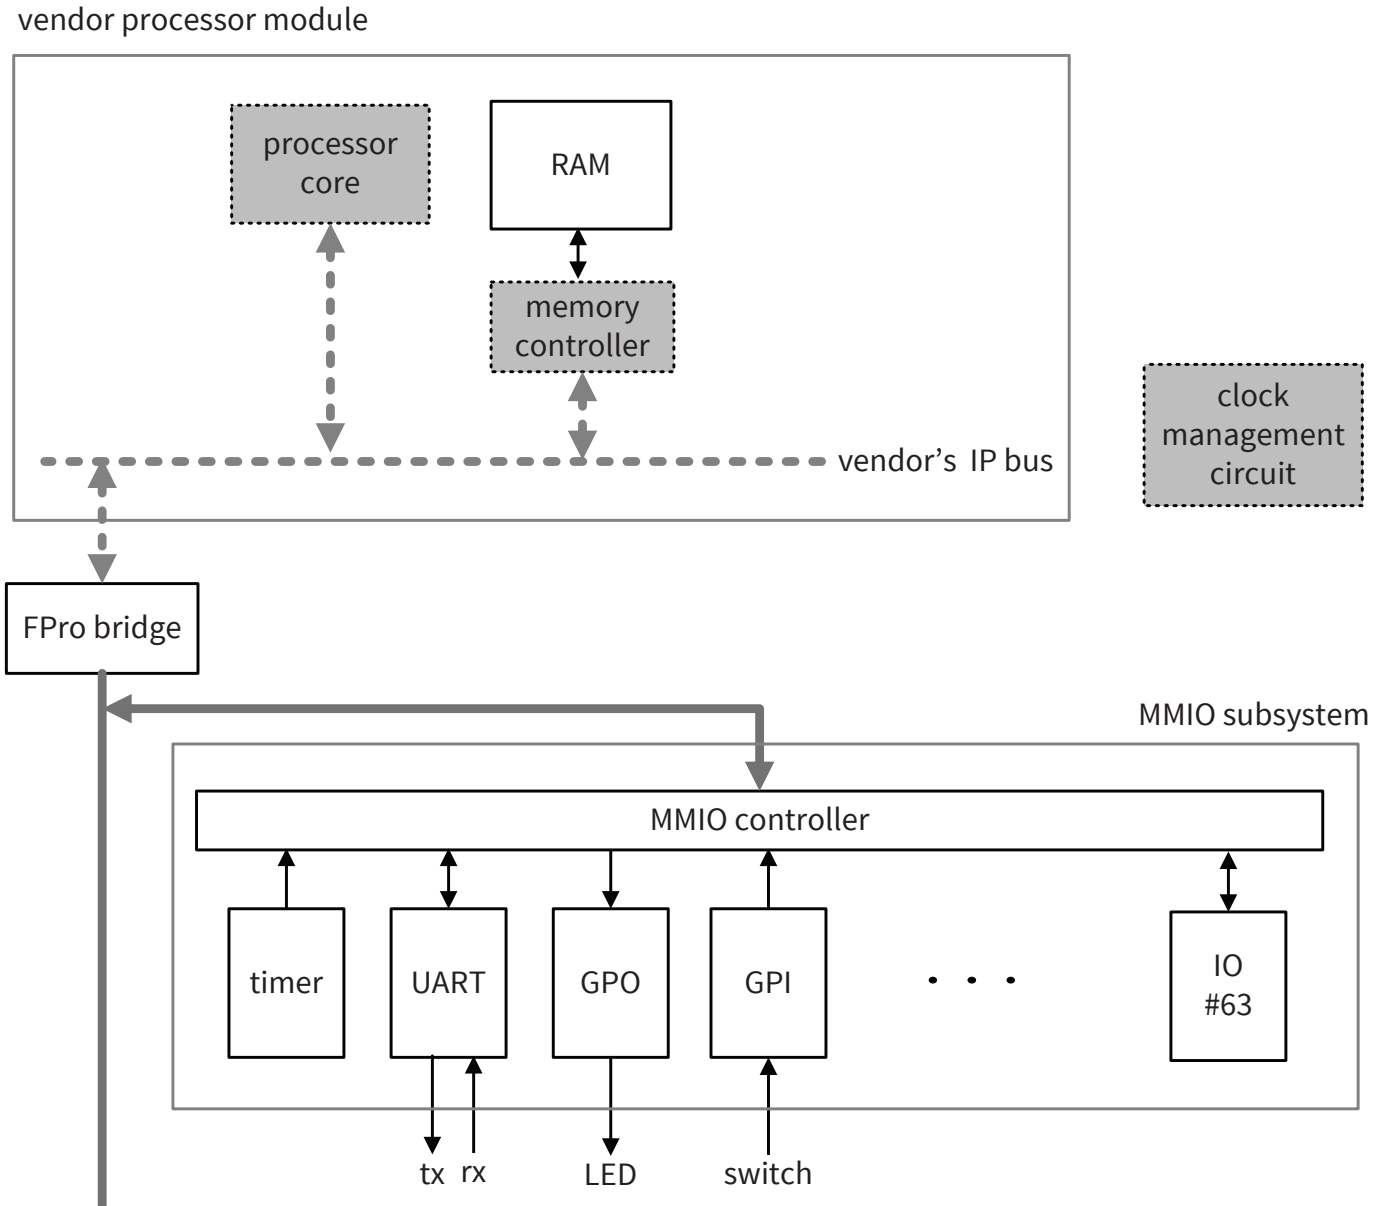 vendor processor module
processor
core
RAM
memory
controller
clock
management
circuit
vendor's IP bus
FPro bridge
MMIO subsystem
MMIO controller
timer
UART
GPO
GPI
. . .
IO
#63
tx
rx
LED
switch